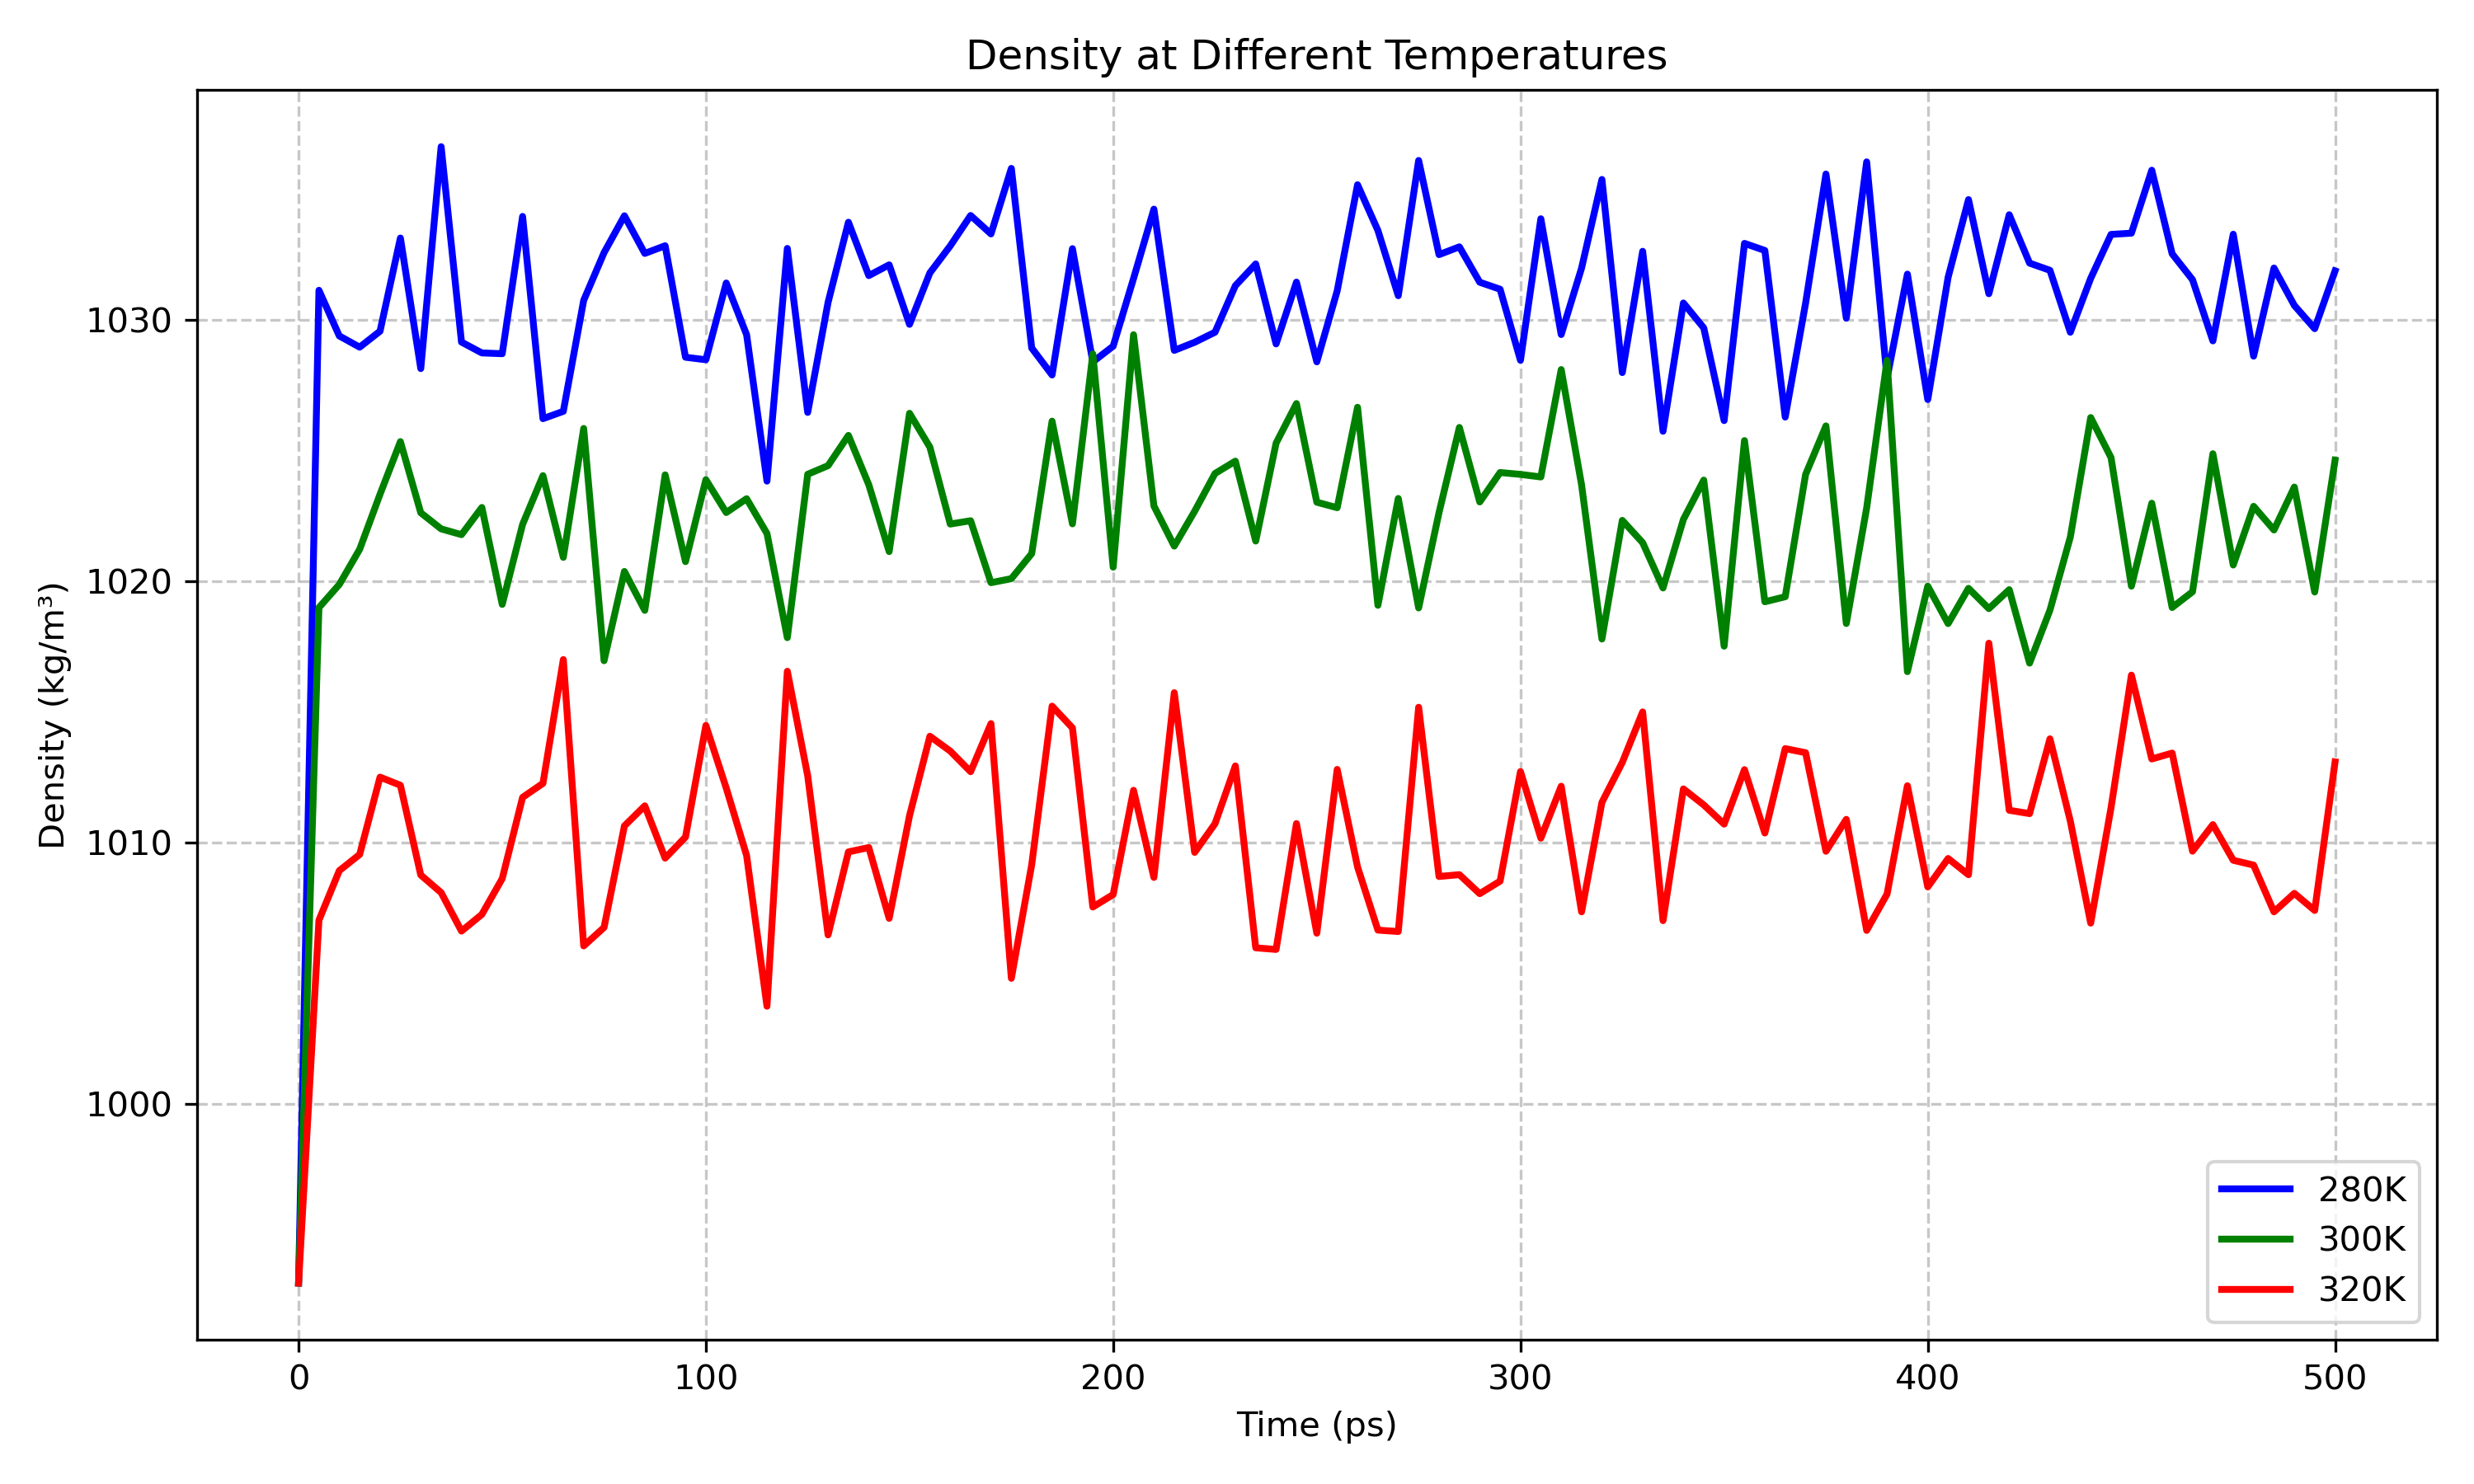 Density at Different Temperatures
Density (kg/m³)
1030
1020
1010
1000
0 100 200 300 400 500
Time (ps)
280K
300K
320K